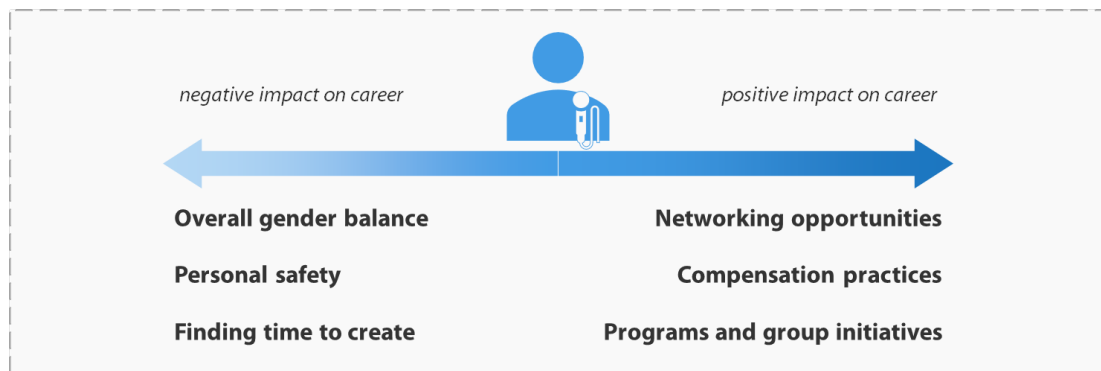 negative impact on career
positive impact on career
Overall gender balance
Networking opportunities
Personal safety
Compensation practices
Finding time to create
Programs and group initiatives